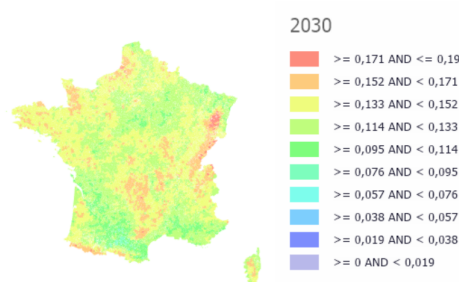 2030
>= 0,171 AND <= 0,19
>= 0,152 AND < 0,171
>= 0,133 AND < 0,152
>= 0,114 AND < 0,133
>= 0,095 AND < 0,114
>= 0,076 AND < 0,095
>= 0,057 AND < 0,076
>= 0,038 AND < 0,057
>= 0,019 AND < 0,038
>= 0 AND < 0,019